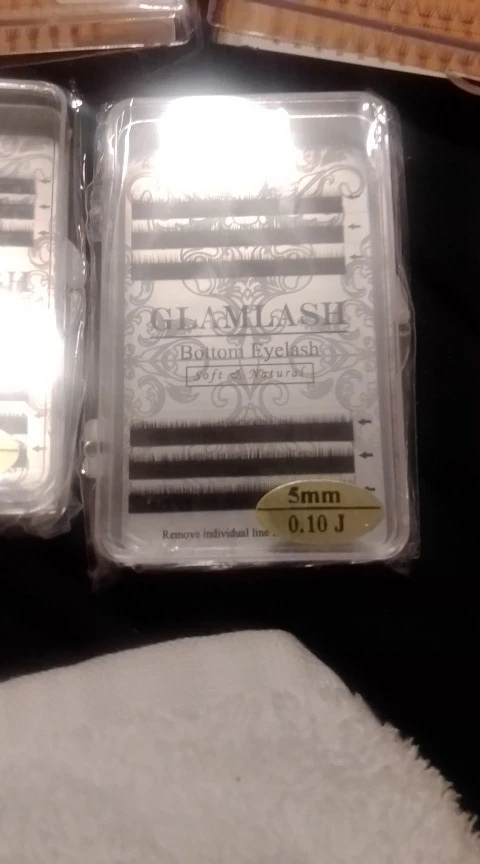 GLAMLASH
Bottom Eyelash
Soft & Natural
5mm
0.10 J
Remove individual line